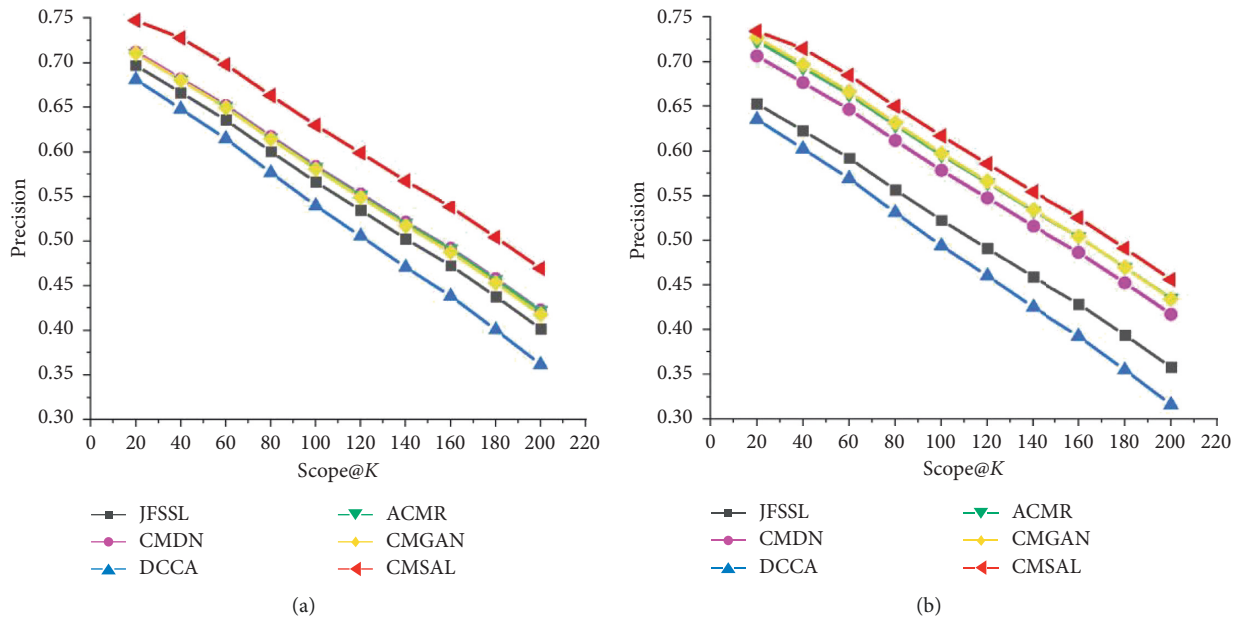 0.75
0.70
0.65
0.60
0.55
0.50
0.45
0.40
0.35
0.30
Precision
0 20 40 60 80 100 120 140 160 180 200 220
Scope@K
JFSSL ACMR
CMDN CMGAN
DCCA CMSAL
(a)
0.75
0.70
0.65
0.60
0.55
0.50
0.45
0.40
0.35
0.30
Precision
0 20 40 60 80 100 120 140 160 180 200 220
Scope@K
JFSSL ACMR
CMDN CMGAN
DCCA CMSAL
(b)